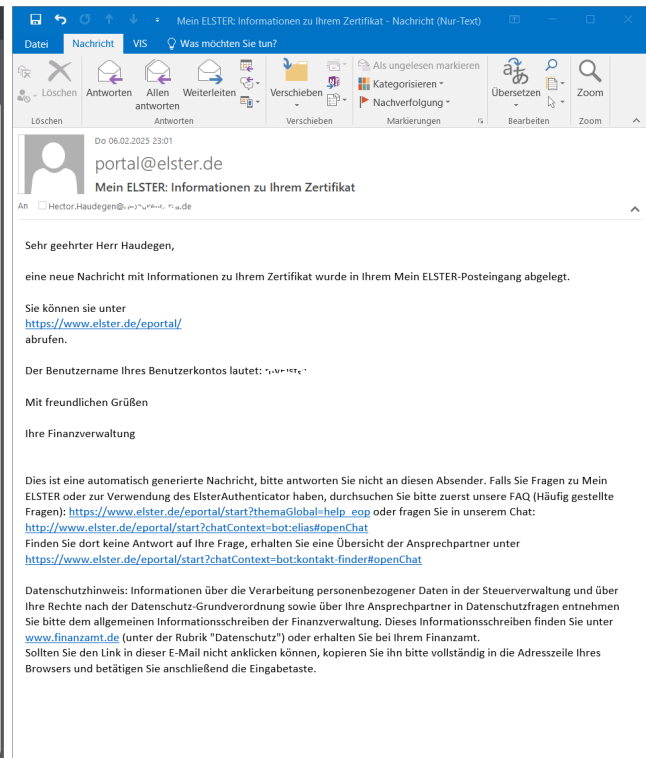 Mein ELSTER: Informationen zu Ihrem Zertifikat - Nachricht (Nur-Text)
Datei Nachricht VIS Was möchten Sie tun?
Löschen
Antworten Allen antworten Weiterleiten
Verschieben
Als ungelesen markieren
Kategorisieren
Nachverfolgung
Übersetzen
Zoom
Löschen Antworten Verschieben Markierungen Bearbeiten Zoom
Do 06.02.2025 23:01
portal@elster.de
Mein ELSTER: Informationen zu Ihrem Zertifikat
An Hector.Haudegen@ .de
Sehr geehrter Herr Haudegen,
eine neue Nachricht mit Informationen zu Ihrem Zertifikat wurde in Ihrem Mein ELSTER-Posteingang abgelegt.
Sie können sie unter
https://www.elster.de/eportal/
abrufen.
Der Benutzername Ihres Benutzerkontos lautet:
Mit freundlichen Grüßen
Ihre Finanzverwaltung
Dies ist eine automatisch generierte Nachricht, bitte antworten Sie nicht an diesen Absender. Falls Sie Fragen zu Mein
ELSTER oder zur Verwendung des ElsterAuthenticator haben, durchsuchen Sie bitte zuerst unsere FAQ (Häufig gestellte
Fragen): https://www.elster.de/eportal/start?themaGlobal=help_eop oder fragen Sie in unserem Chat:
http://www.elster.de/eportal/start?chatContext=bot:elias#openChat
Finden Sie dort keine Antwort auf Ihre Frage, erhalten Sie eine Übersicht der Ansprechpartner unter
https://www.elster.de/eportal/start?chatContext=bot:kontakt-finder#openChat
Datenschutzhinweis: Informationen über die Verarbeitung personenbezogener Daten in der Steuerverwaltung und über
Ihre Rechte nach der Datenschutz-Grundverordnung sowie über Ihre Ansprechpartner in Datenschutzfragen entnehmen
Sie bitte dem allgemeinen Informationsschreiben der Finanzverwaltung. Dieses Informationsschreiben finden Sie unter
www.finanzamt.de (unter der Rubrik "Datenschutz") oder erhalten Sie bei Ihrem Finanzamt.
Sollten Sie den Link in dieser E-Mail nicht anklicken können, kopieren Sie ihn bitte vollständig in die Adresszeile Ihres
Browsers und betätigen Sie anschließend die Eingabetaste.